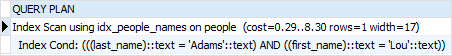 QUERY PLAN
Index Scan using idx_people_names on people  (cost=0.29..8.30 rows=1 width=17)
  Index Cond: (((last_name)::text = 'Adams'::text) AND ((first_name)::text = 'Lou'::text))